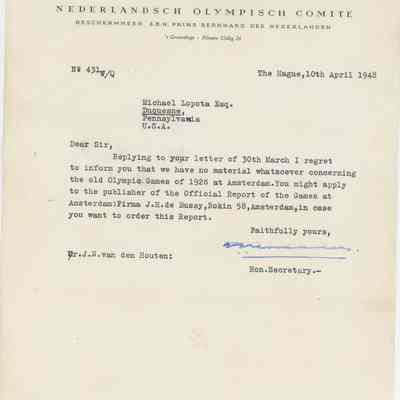 NEDERLANDSCH OLYMPISCH COMITE
BESCHERMHEER Z.K.H. PRINS BERNHARD DER NEDERLANDEN
's-Gravenhage -
NW 431 W/Q
The Hague, 10th April 1948
Michael Lopota Esq.
Duquesne,
Pennsylvania
U.S.A.
Dear Sir,
Replying to your letter of 30th March I regret
to inform you that we have no material whatsoever concerning
the old Olympic Games of 1928 at Amsterdam. You might apply
to the publisher of the Official Report of the Games at
Amsterdam: Firma J.H.de Bussy, Rokin 58, Amsterdam, in case
you want to order this Report.
Faithfully yours,
van den Houten:
Hon. Secretary.-